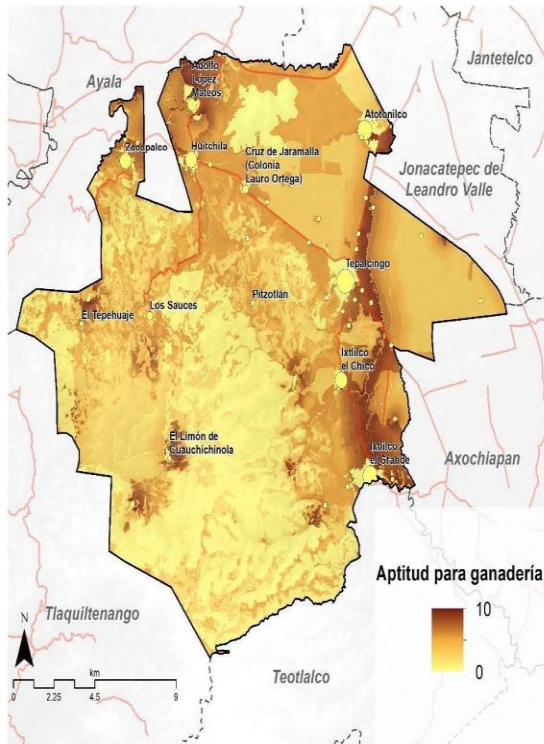 Jantetelco
Ayala
Adolfo
López
Mateos
Atotonilco
Zacapalco
Huitchila
Cruz de Jaramalla
(Colonia
Lauro Ortega)
Jonacatepec de
Leandro Valle
Tepalcingo
Pitzotlán
Los Sauces
El Tepehuaje
Ixtlilco
el Chico
El Limón de
Cuauchichinola
Ixtlilco
el Grande
Axochiapan
Aptitud para ganadería
10
0
Tlaquiltenango
N
km
0 2.25 4.5 9
Teotlalco